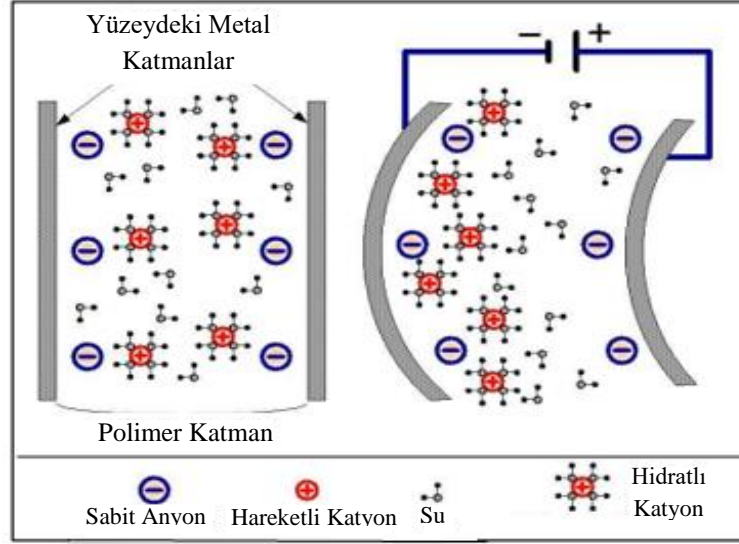 Yüzeydeki Metal
Katmanlar
− +
Polimer Katman
Sabit Anyon
Hareketli Katyon
Su
Hidratlı
Katyon